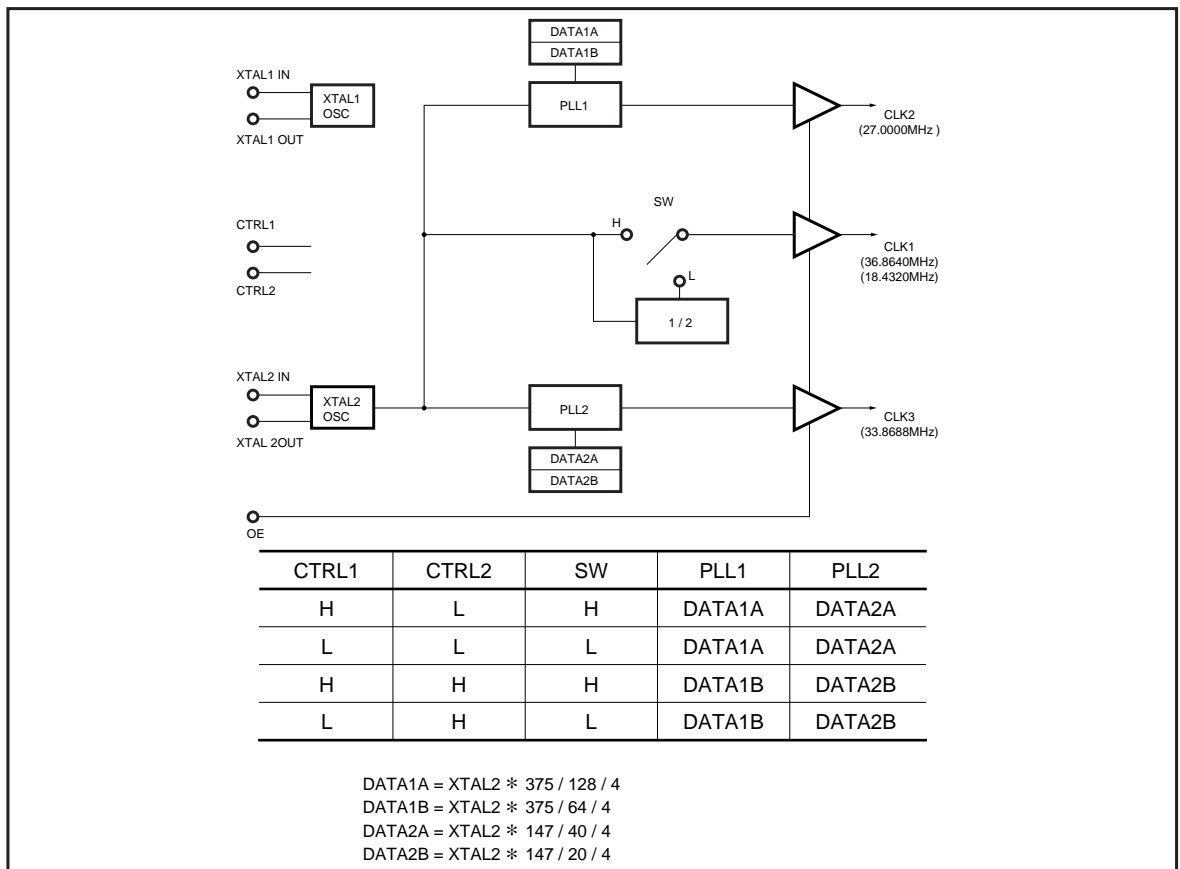 DATA1A
DATA1B
XTAL1 IN
XTAL1
OSC
PLL1
CLK2
(27.0000MHz )
XTAL1 OUT
SW
CTRL1
H
CLK1
(36.8640MHz)
(18.4320MHz)
CTRL2
L
1 / 2
XTAL2 IN
XTAL2
OSC
PLL2
CLK3
(33.8688MHz)
XTAL 2OUT
DATA2A
DATA2B
OE
CTRL1 CTRL2 SW PLL1 PLL2
H L H DATA1A DATA2A
L L L DATA1A DATA2A
H H H DATA1B DATA2B
L H L DATA1B DATA2B
DATA1A = XTAL2 * 375 / 128 / 4
DATA1B = XTAL2 * 375 / 64 / 4
DATA2A = XTAL2 * 147 / 40 / 4
DATA2B = XTAL2 * 147 / 20 / 4